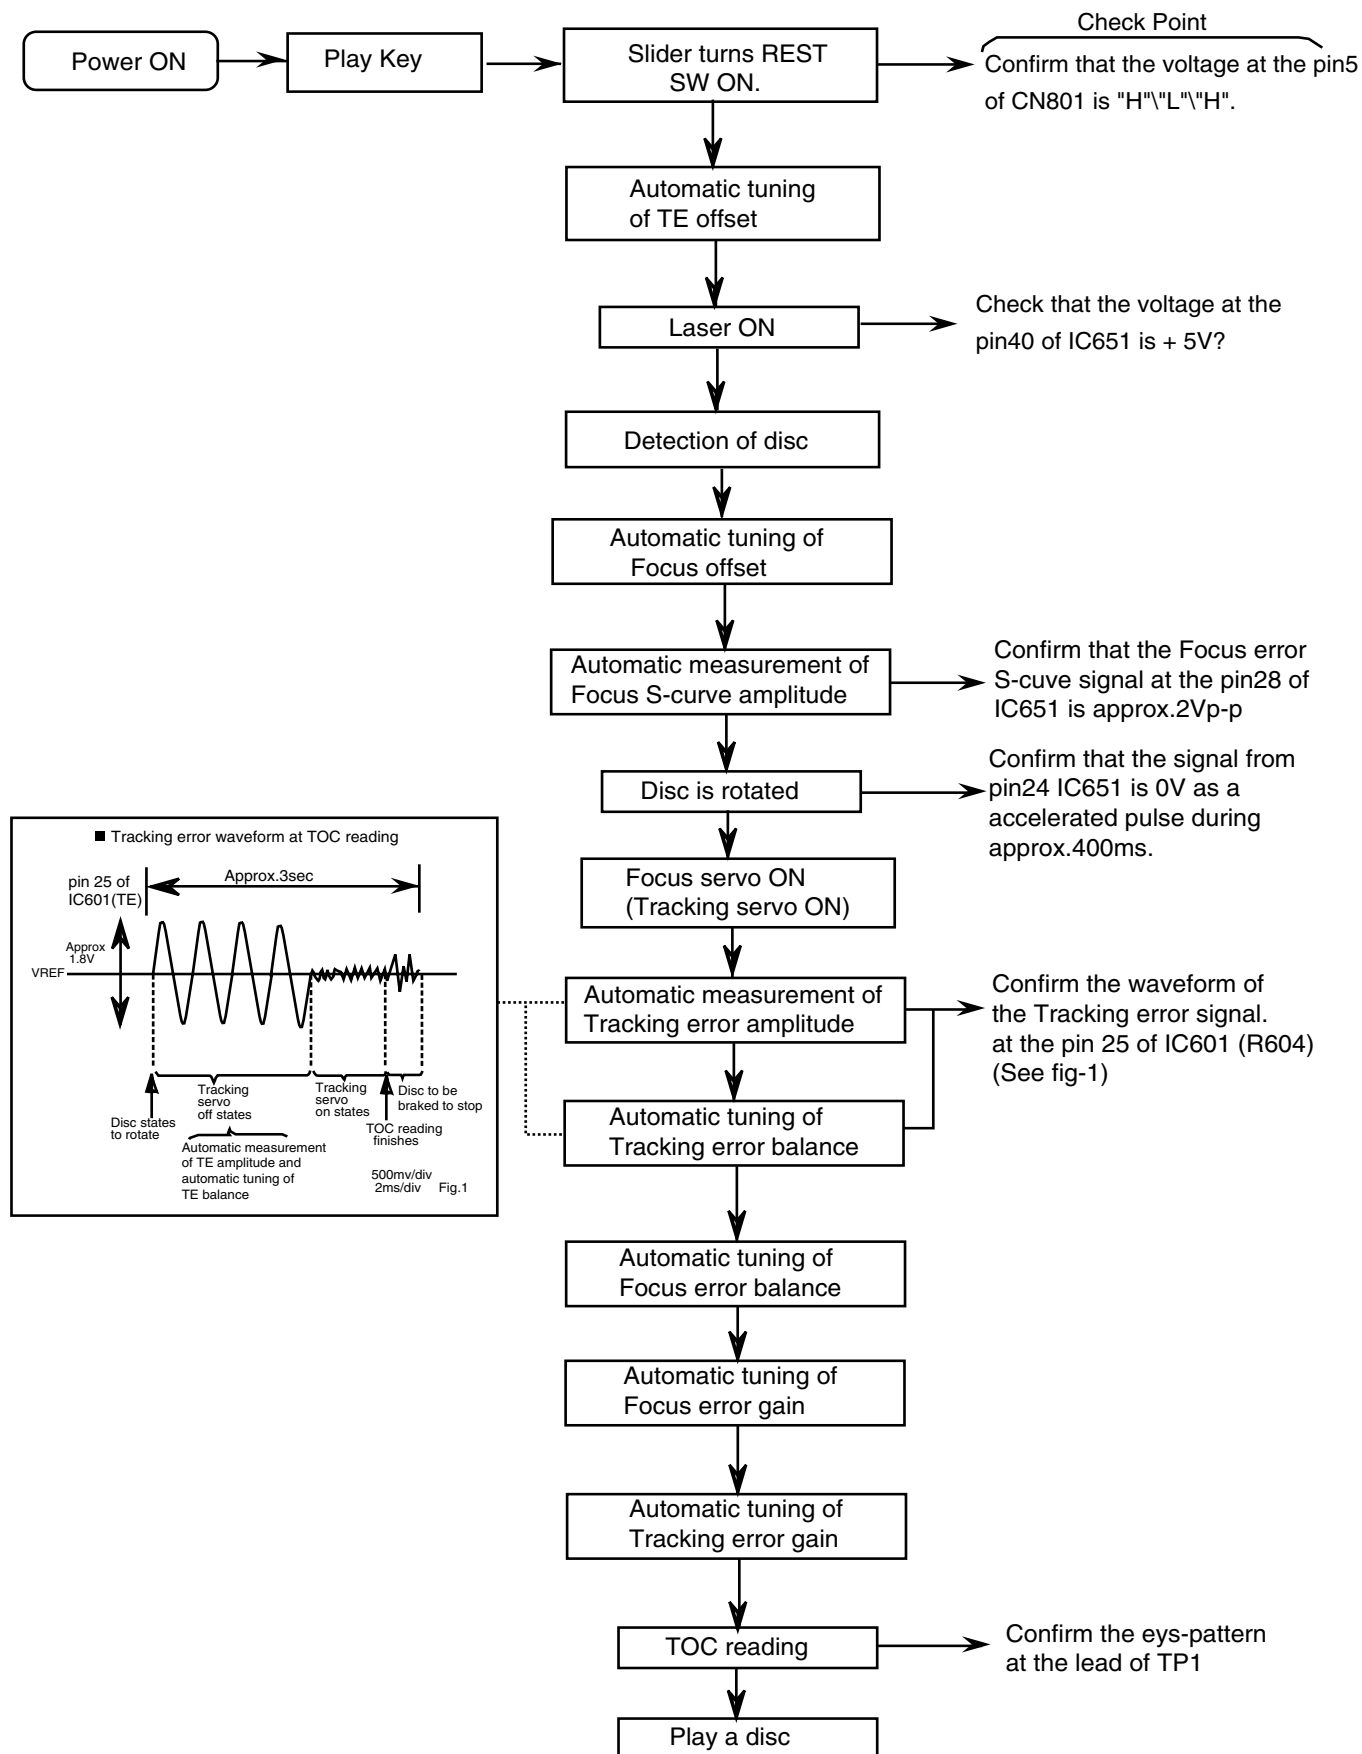 Check Point
Power ON
Play Key
Slider turns REST
SW ON.
Confirm that the voltage at the pin5
of CN801 is "H"\"L"\"H".
Automatic tuning
of TE offset
Laser ON
Check that the voltage at the
pin40 of IC651 is + 5V?
Detection of disc
Automatic tuning of
Focus offset
Automatic measurement of
Focus S-curve amplitude
Confirm that the Focus error
S-cuve signal at the pin28 of
IC651 is approx.2Vp-p
Disc is rotated
Confirm that the signal from
pin24 IC651 is 0V as a
accelerated pulse during
approx.400ms.
Focus servo ON
(Tracking servo ON)
■ Tracking error waveform at TOC reading
pin 25 of
IC601(TE)
Approx.3sec
Approx
1.8V
VREF
Tracking
servo
off states
Tracking
servo
on states
Disc to be
braked to stop
Disc states
to rotate
TOC reading
finishes
Automatic measurement
of TE amplitude and
automatic tuning of
TE balance
500mv/div
2ms/div
Fig.1
Automatic measurement of
Tracking error amplitude
Confirm the waveform of
the Tracking error signal.
at the pin 25 of IC601 (R604)
(See fig-1)
Automatic tuning of
Tracking error balance
Automatic tuning of
Focus error balance
Automatic tuning of
Focus error gain
Automatic tuning of
Tracking error gain
TOC reading
Confirm the eys-pattern
at the lead of TP1
Play a disc